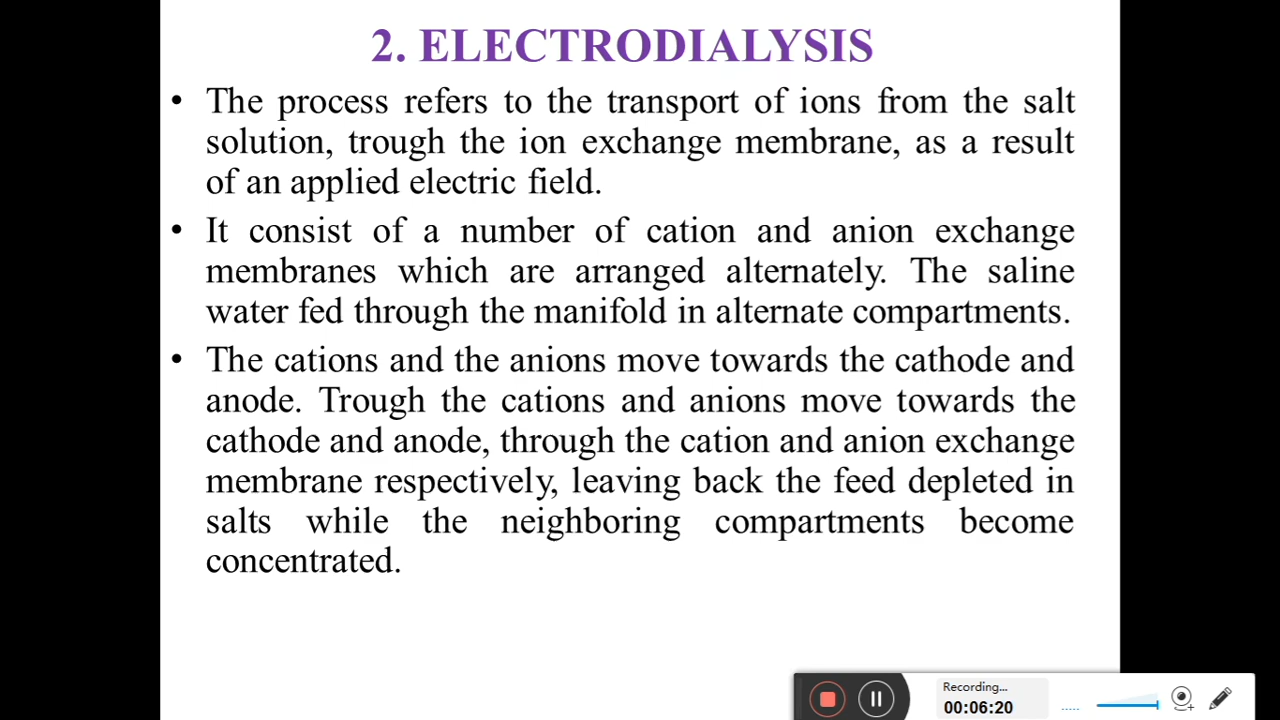 2. ELECTRODIALYSIS
• The process refers to the transport of ions from the salt
solution, trough the ion exchange membrane, as a result
of an applied electric field.
• It consist of a number of cation and anion exchange
membranes which are arranged alternately. The saline
water fed through the manifold in alternate compartments.
• The cations and the anions move towards the cathode and
anode. Trough the cations and anions move towards the
cathode and anode, through the cation and anion exchange
membrane respectively, leaving back the feed depleted in
salts while the neighboring compartments become
concentrated.
Recording...
00:06:20